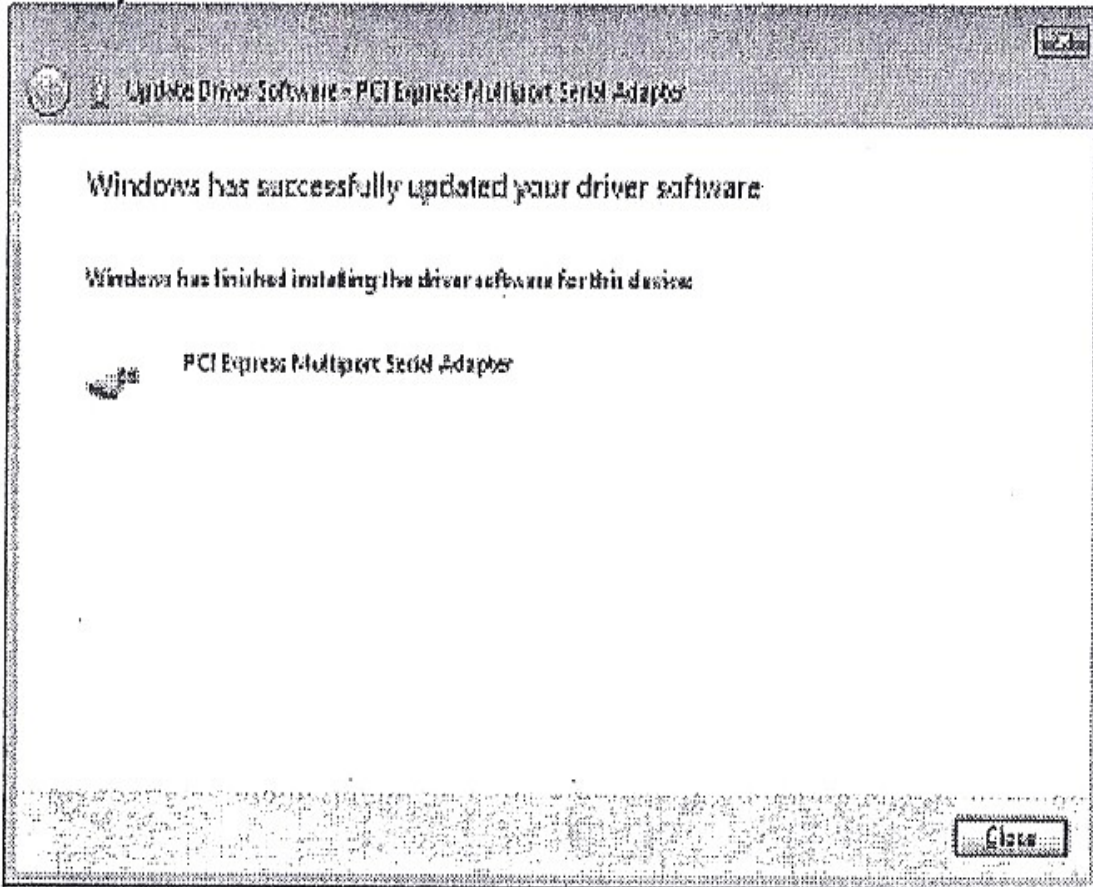 Update Driver Software - PCI Express Multiport Serial Adapter
Windows has successfully updated your driver software
Windows has finished installing the driver software for this device:
PCI Express Multiport Serial Adapter
Close